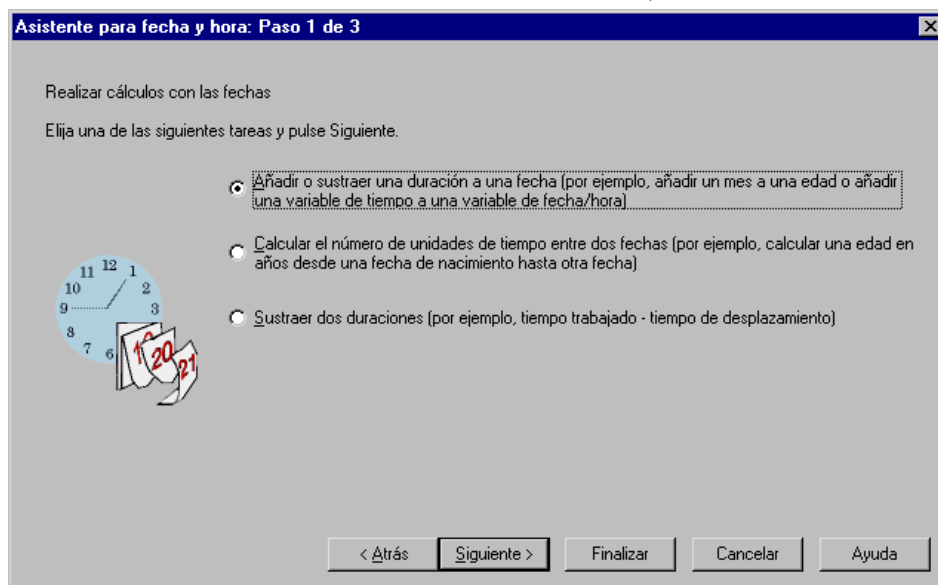 Asistente para fecha y hora: Paso 1 de 3
Realizar cálculos con las fechas
Elija una de las siguientes tareas y pulse Siguiente.
Añadir o sustraer una duración a una fecha (por ejemplo, añadir un mes a una edad o añadir
una variable de tiempo a una variable de fecha/hora)
Calcular el número de unidades de tiempo entre dos fechas (por ejemplo, calcular una edad en
años desde una fecha de nacimiento hasta otra fecha)
Sustraer dos duraciones (por ejemplo, tiempo trabajado - tiempo de desplazamiento)
11 12 1
10 2
9 3
8
7 6
19 20 21
< Atrás Siguiente > Finalizar Cancelar Ayuda